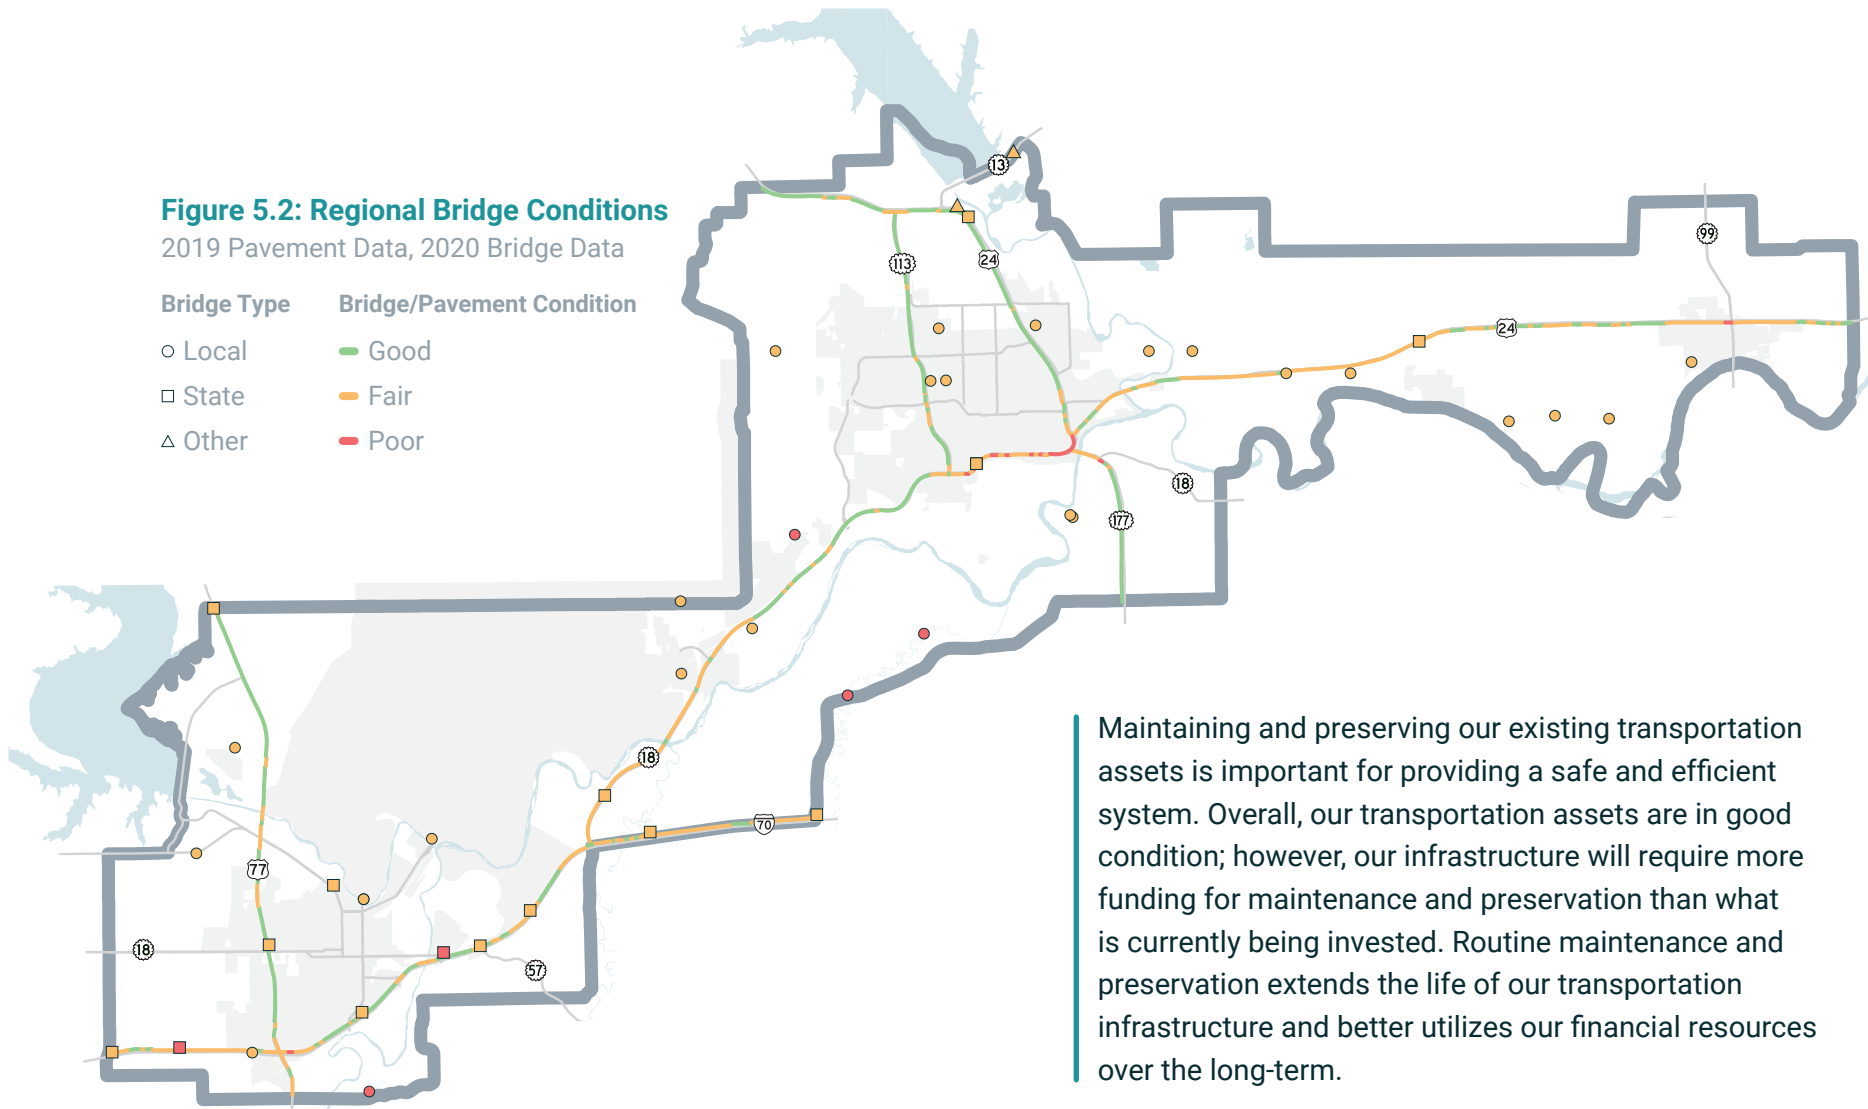 Figure 5.2: Regional Bridge Conditions
2019 Pavement Data, 2020 Bridge Data
Bridge Type
Bridge/Pavement Condition
Local
Good
State
Fair
Other
Poor
13
113
24
99
24
18
177
18
70
77
18
57
Maintaining and preserving our existing transportation
assets is important for providing a safe and efficient
system. Overall, our transportation assets are in good
condition; however, our infrastructure will require more
funding for maintenance and preservation than what
is currently being invested. Routine maintenance and
preservation extends the life of our transportation
infrastructure and better utilizes our financial resources
over the long-term.